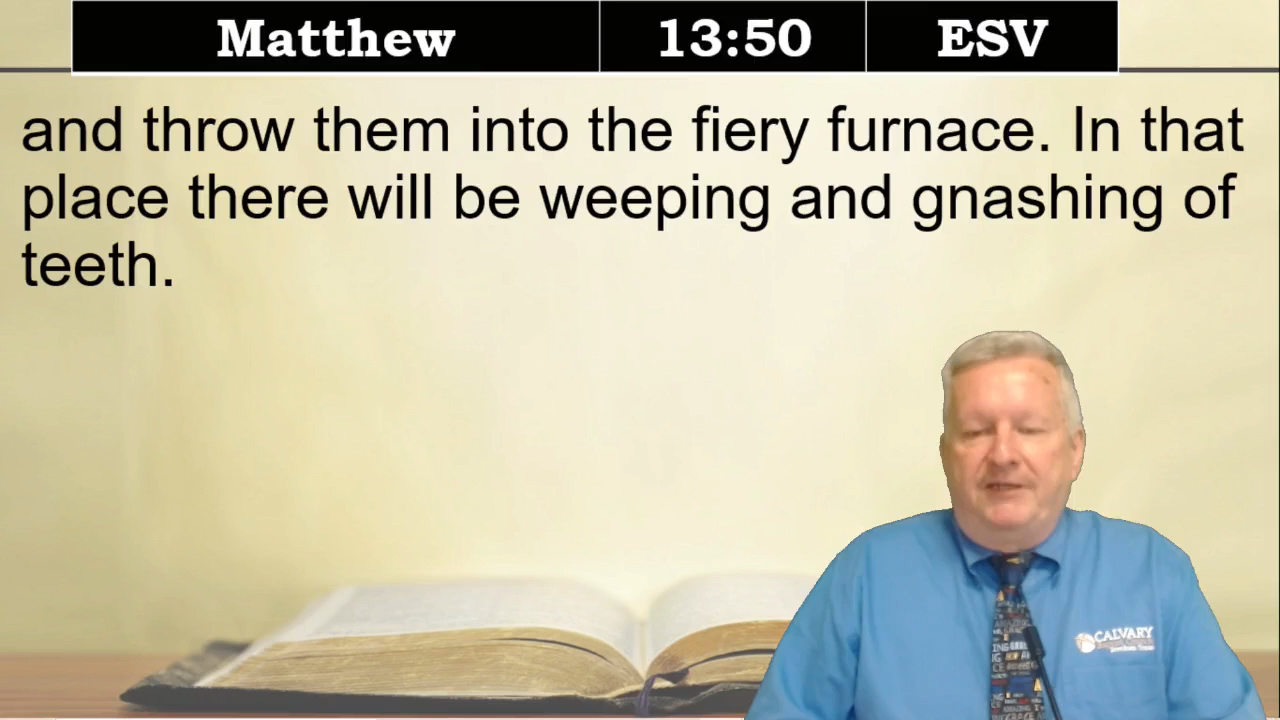 Matthew 13:50 ESV
and throw them into the fiery furnace. In that
place there will be weeping and gnashing of
teeth.
CALVARY